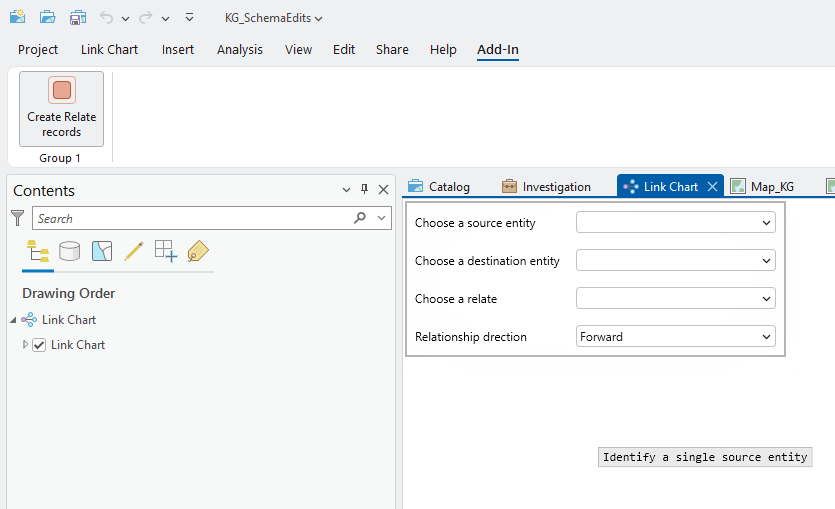 KG_SchemaEdits
Project Link Chart Insert Analysis View Edit Share Help Add-In
Create Relate
records
Group 1
Contents
Search
Drawing Order
Link Chart
Link Chart
Catalog Investigation Link Chart Map_KG
Choose a source entity
Choose a destination entity
Choose a relate
Relationship drection Forward
Identify a single source entity